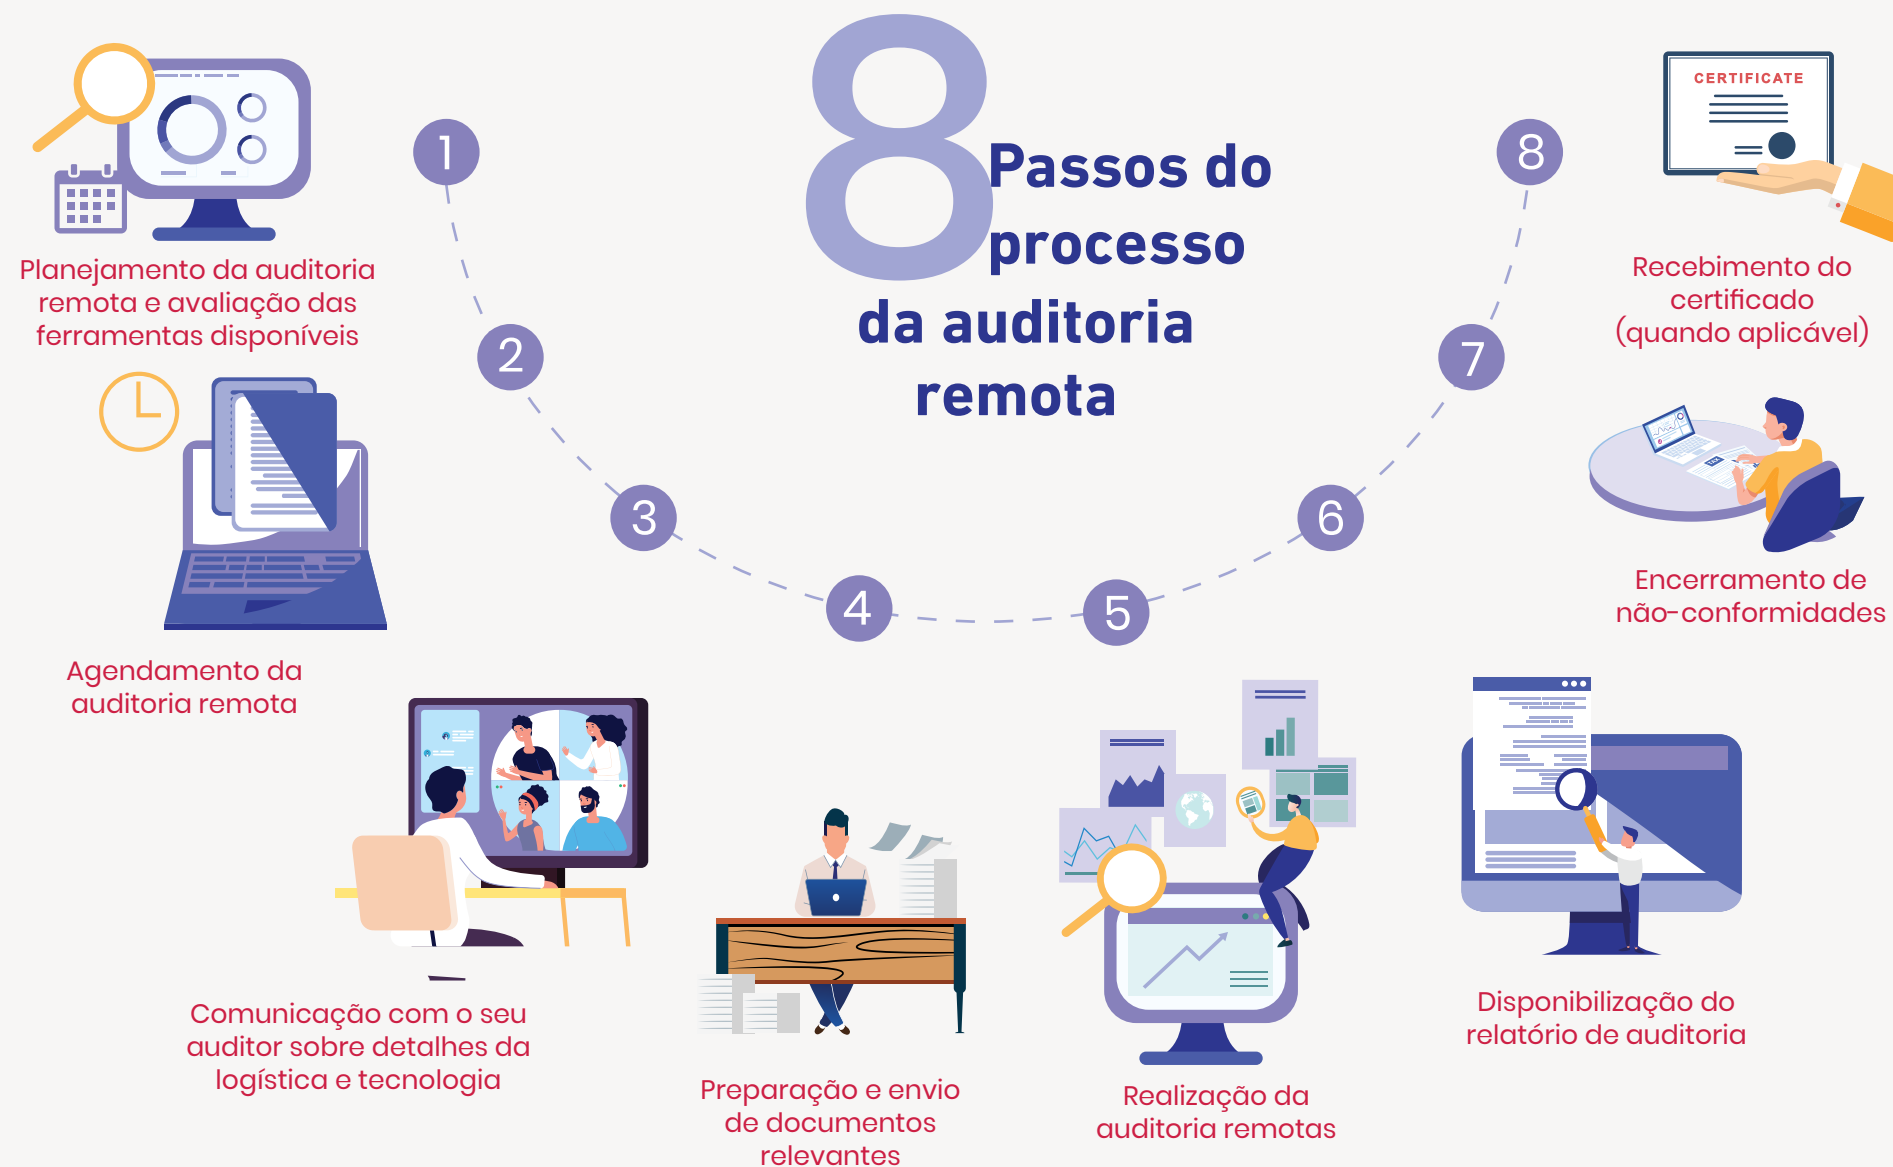 8
Passos do
processo
da auditoria
remota
1
Planejamento da auditoria
remota e avaliação das
ferramentas disponíveis
2
Agendamento da
auditoria remota
3
Comunicação com o seu
auditor sobre detalhes da
logística e tecnologia
4
Preparação e envio
de documentos
relevantes
5
Realização da
auditoria remotas
6
Disponibilização do
relatório de auditoria
7
Encerramento de
não-conformidades
8
CERTIFICATE
Recebimento do
certificado
(quando aplicável)